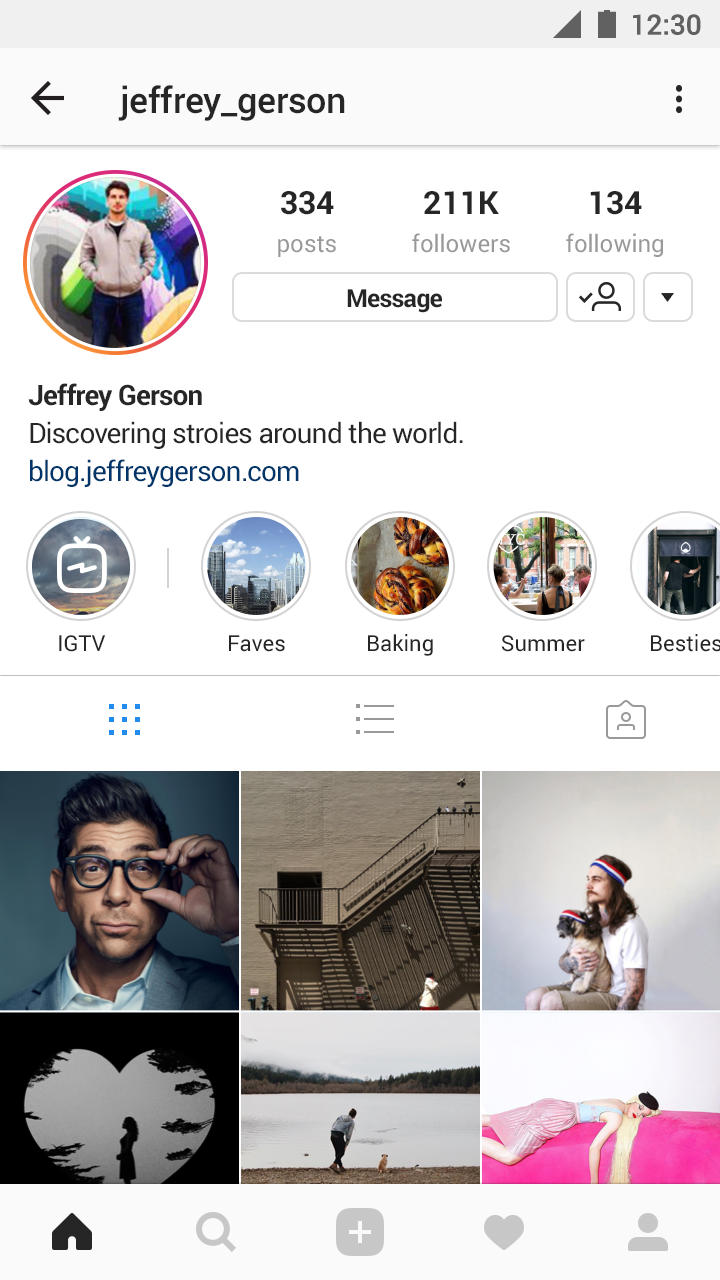 12:30
jeffrey_gerson
334 211K 134
posts followers following
Message
Jeffrey Gerson
Discovering stroies around the world.
blog.jeffreygerson.com
NYC
IGTV Faves Baking Summer Besties